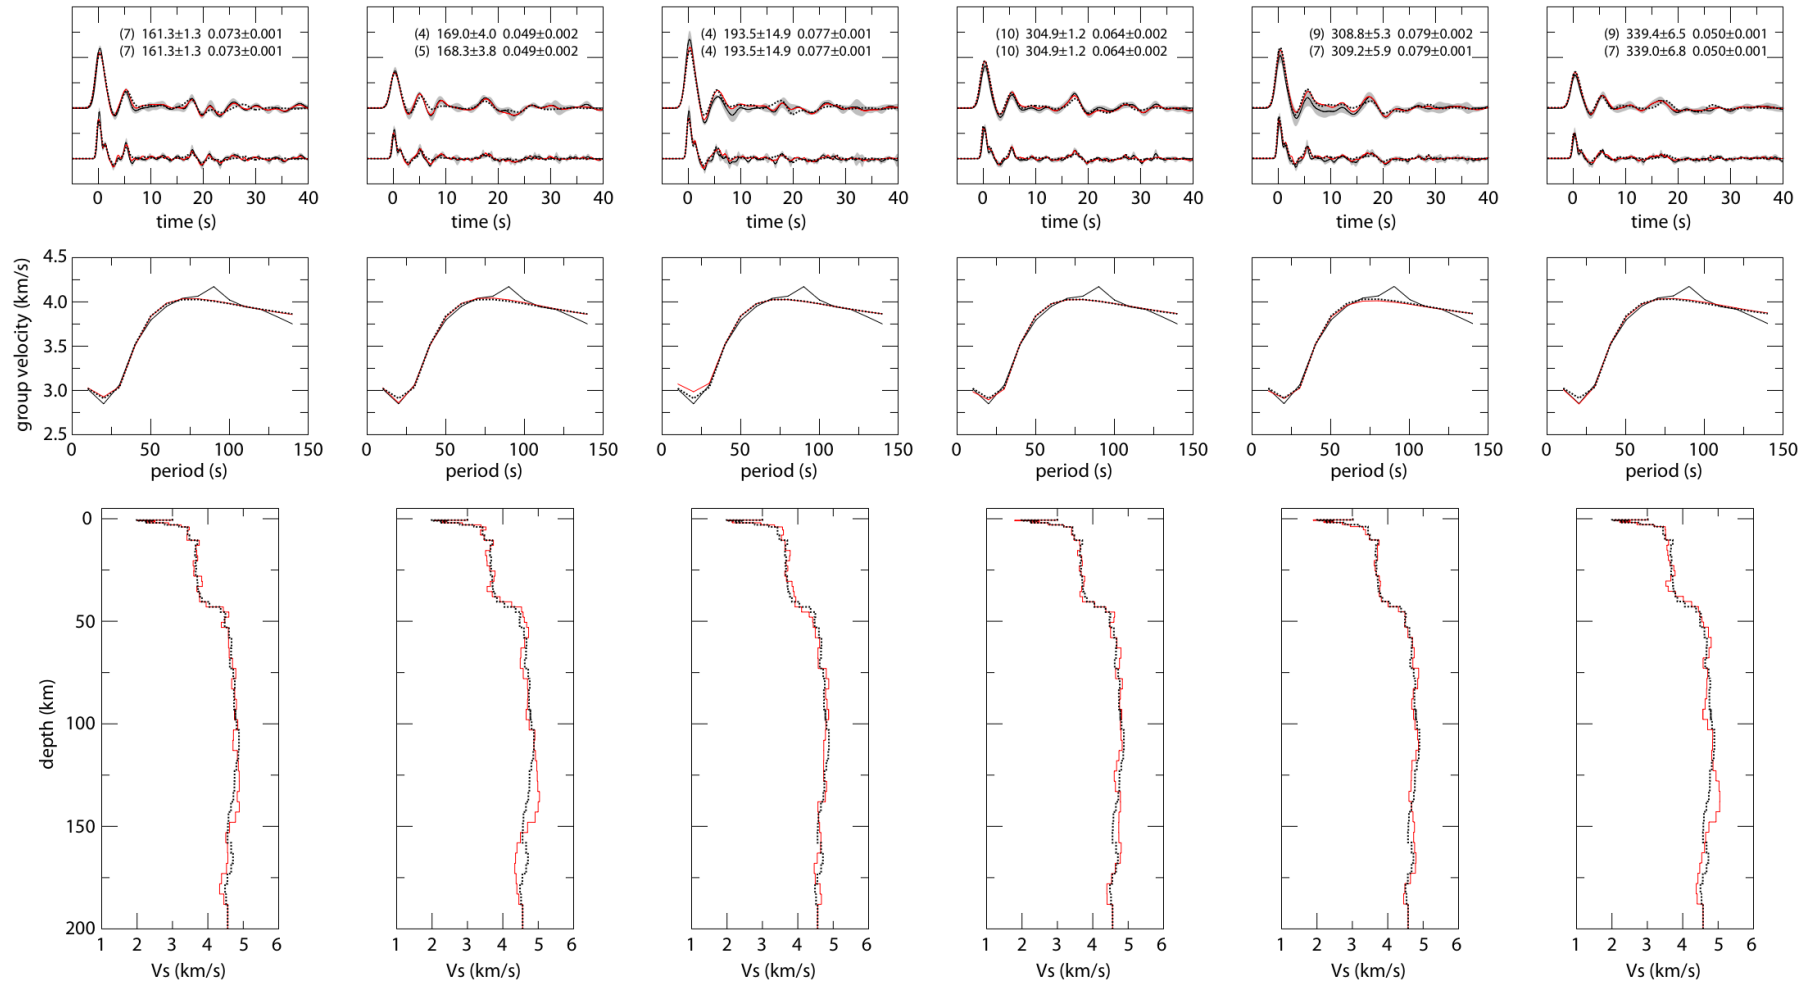 (7) 161.3±1.3 0.073±0.001
(7) 161.3±1.3 0.073±0.001
(4) 169.0±4.0 0.049±0.002
(5) 168.3±3.8 0.049±0.002
(4) 193.5±14.9 0.077±0.001
(4) 193.5±14.9 0.077±0.001
(10) 304.9±1.2 0.064±0.002
(10) 304.9±1.2 0.064±0.002
(9) 308.8±5.3 0.079±0.002
(7) 309.2±5.9 0.079±0.001
(9) 339.4±6.5 0.050±0.001
(7) 339.0±6.8 0.050±0.001
0 10 20 30 40
0 10 20 30 40
0 10 20 30 40
0 10 20 30 40
0 10 20 30 40
0 10 20 30 40
time (s)
time (s)
time (s)
time (s)
time (s)
time (s)
group velocity (km/s)
4.5
4.0
3.5
3.0
2.5
0 50 100 150
0 50 100 150
0 50 100 150
0 50 100 150
0 50 100 150
0 50 100 150
period (s)
period (s)
period (s)
period (s)
period (s)
period (s)
depth (km)
0
50
100
150
200
1 2 3 4 5 6
1 2 3 4 5 6
1 2 3 4 5 6
1 2 3 4 5 6
1 2 3 4 5 6
1 2 3 4 5 6
Vs (km/s)
Vs (km/s)
Vs (km/s)
Vs (km/s)
Vs (km/s)
Vs (km/s)